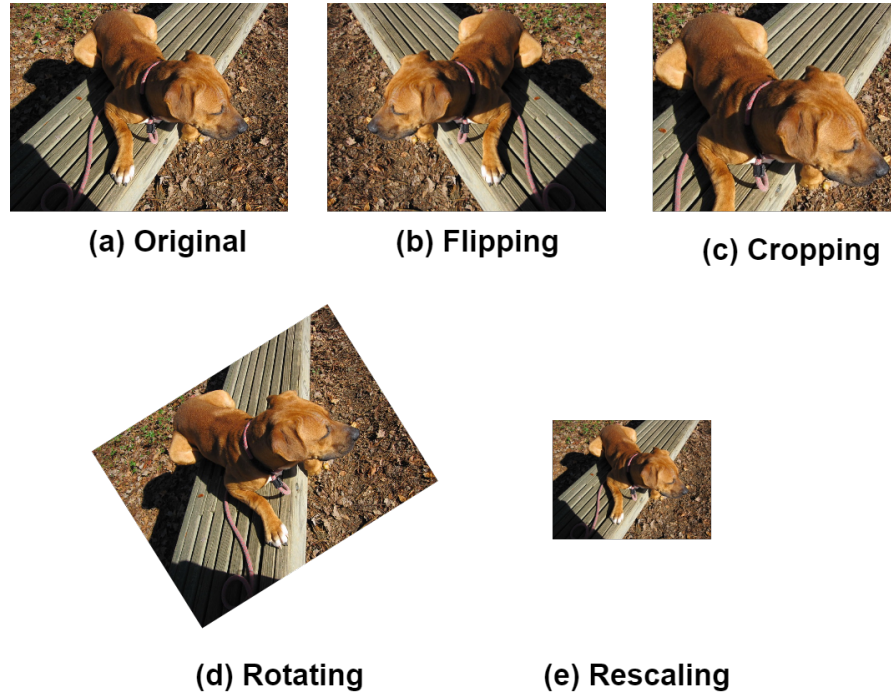 (a) Original
(b) Flipping
(c) Cropping
(d) Rotating
(e) Rescaling